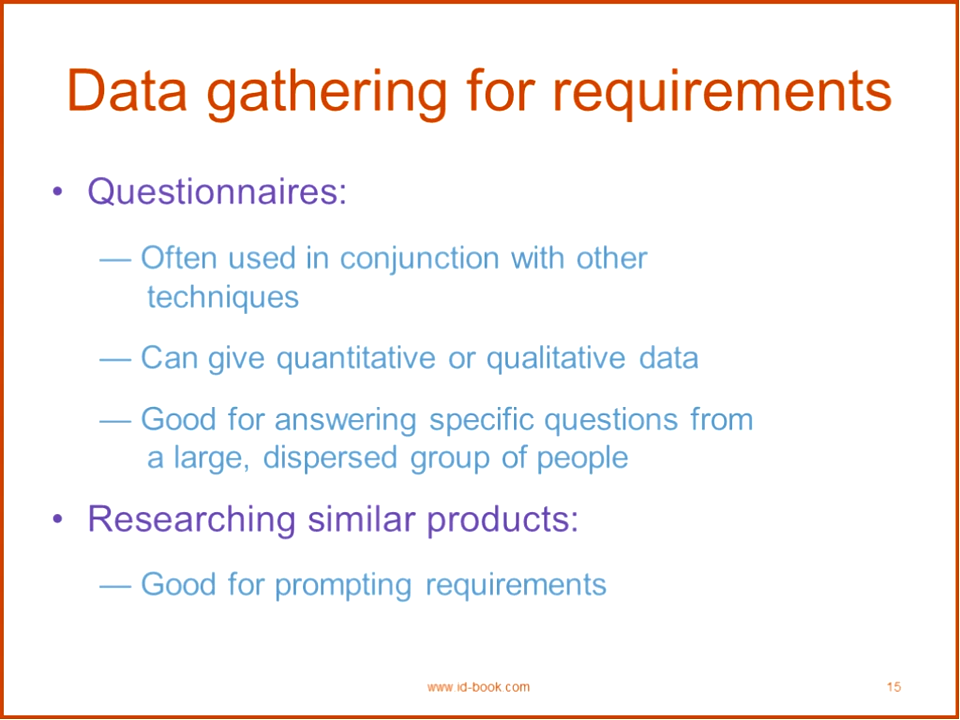 Data gathering for requirements
• Questionnaires:
— Often used in conjunction with other
techniques
— Can give quantitative or qualitative data
— Good for answering specific questions from
a large, dispersed group of people
• Researching similar products:
— Good for prompting requirements
www.id-book.com
15